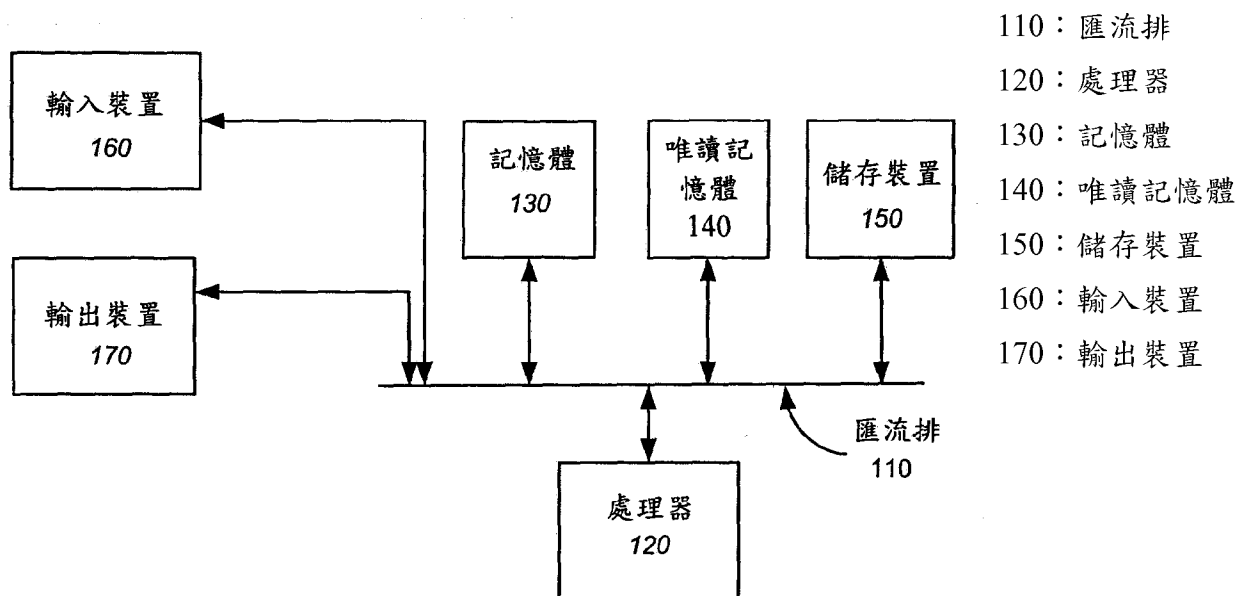 輸入裝置
160
輸出裝置
170
記憶體
130
唯讀記
憶體
140
儲存裝置
150
匯流排
110
處理器
120
110：匯流排
120：處理器
130：記憶體
140：唯讀記憶體
150：儲存裝置
160：輸入裝置
170：輸出裝置